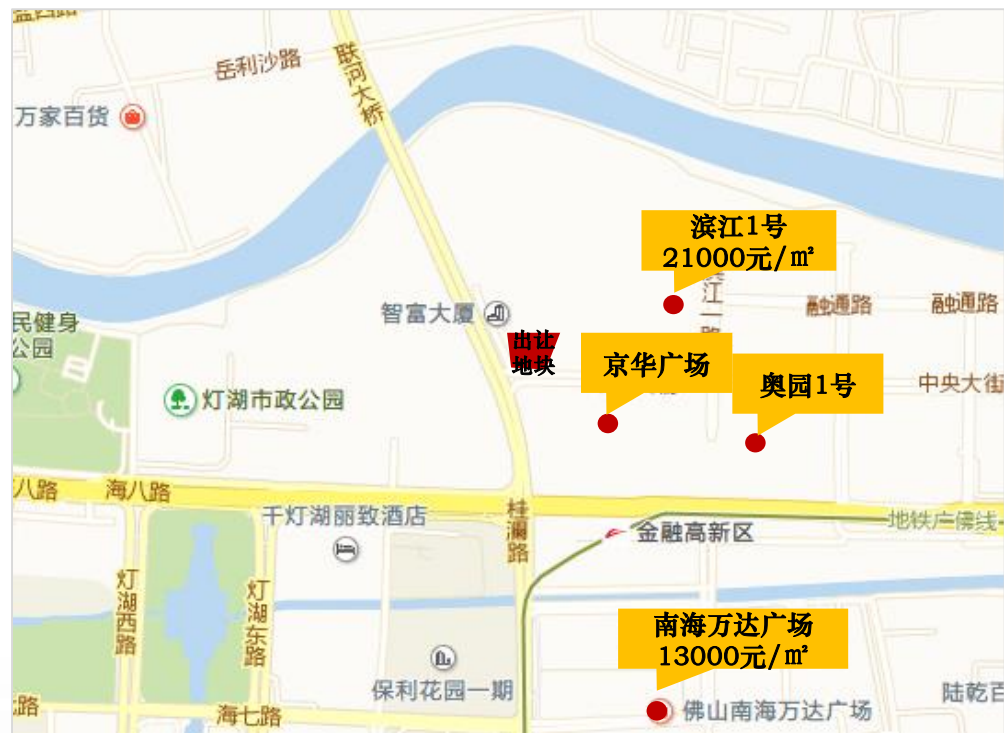 岳利沙路
联河大桥
万家百货
滨江1号
21000元/㎡
智富大厦
融通路
融通路
民健身
公园
出让
地块
京华广场
奥园1号
中央大街
灯湖市政公园
八路
海八路
千灯湖丽致酒店
桂澜路
金融高新区
地铁广佛线
灯湖西路
灯湖东路
南海万达广场
13000元/㎡
保利花园一期
陆乾百
路
海七路
佛山南海万达广场